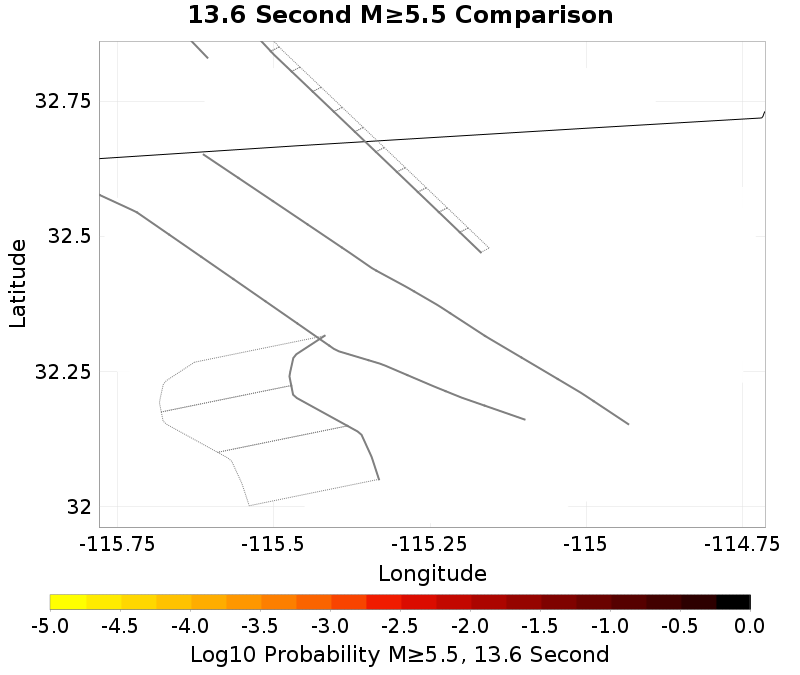 13.6 Second M≥5.5 Comparison
32.75
32.5
32.25
32
Latitude
-115.75 -115.5 -115.25 -115 -114.75
Longitude
-5.0 -4.5 -4.0 -3.5 -3.0 -2.5 -2.0 -1.5 -1.0 -0.5 0.0
Log10 Probability M≥5.5, 13.6 Second